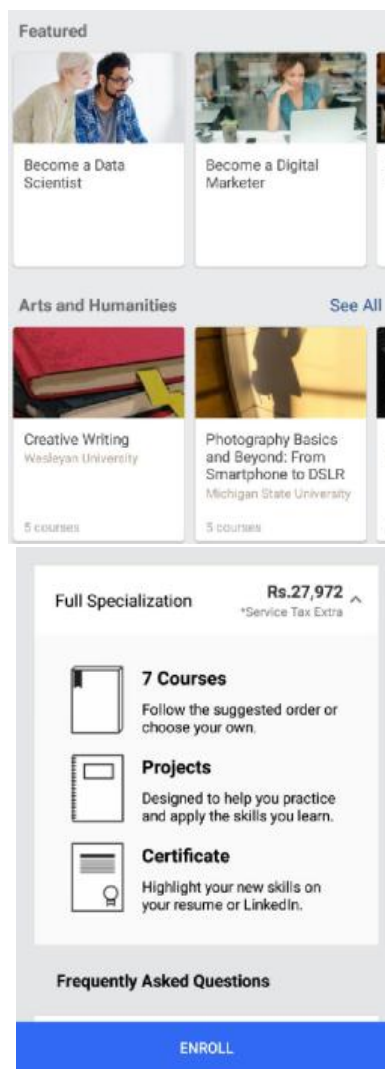 Featured
Become a Data
Scientist
Become a Digital
Marketer
Arts and Humanities
See All
Creative Writing
Wesleyan University
5 courses
Photography Basics
and Beyond: From
Smartphone to DSLR
Michigan State University
5 courses
Full Specialization
Rs.27,972
*Service Tax Extra
7 Courses
Follow the suggested order or
choose your own.
Projects
Designed to help you practice
and apply the skills you learn.
Certificate
Highlight your new skills on
your resume or LinkedIn.
Frequently Asked Questions
ENROLL